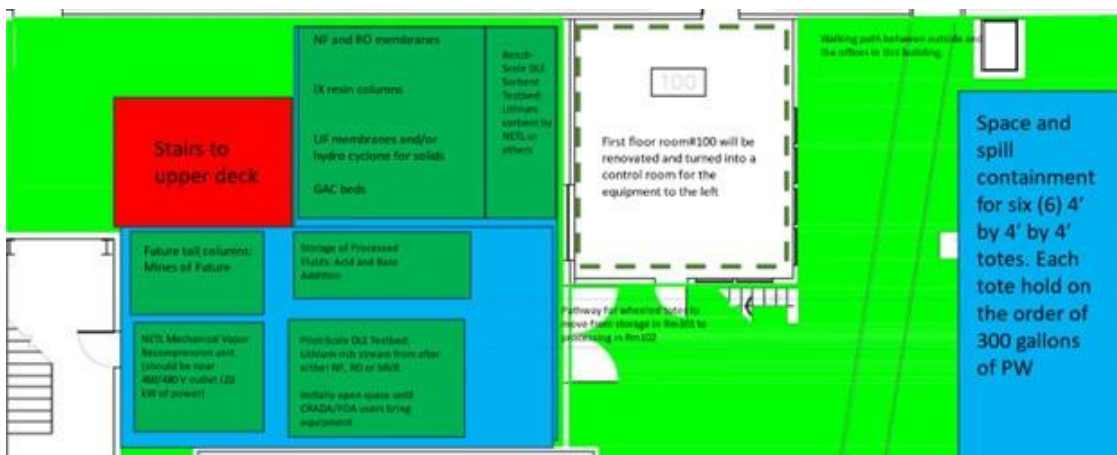 NF and RO membranes
IX resin columns
UF membranes and/or
hydro cyclone for solids
GAC beds
Bench-
Scale DLE
Sorbent
Testbed:
Lithium
sorbent by
NETL or
others
Stairs to
upper deck
100
First floor room#100 will be
renovated and turned into a
control room for the
equipment to the left
Walking path between outside and
the offices in this building.
Space and
spill
containment
for six (6) 4'
by 4' by 4'
totes. Each
tote hold on
the order of
300 gallons
of PW
Future tall columns:
Mines of Future
Storage of Processed
Fluids: Acid and Base
Addition
Pathway for wheeled totes to
move from storage in Rm101 to
processing in Rm102
NETL Mechanical Vapor
Recompression unit
(should be near
460/480 V outlet (20
kW of power)
Pilot-Scale DLE Testbed:
Lithium rich stream from after
either NF, RO or MVR.
Initially open space until
CRADA/FOA users bring
equipment